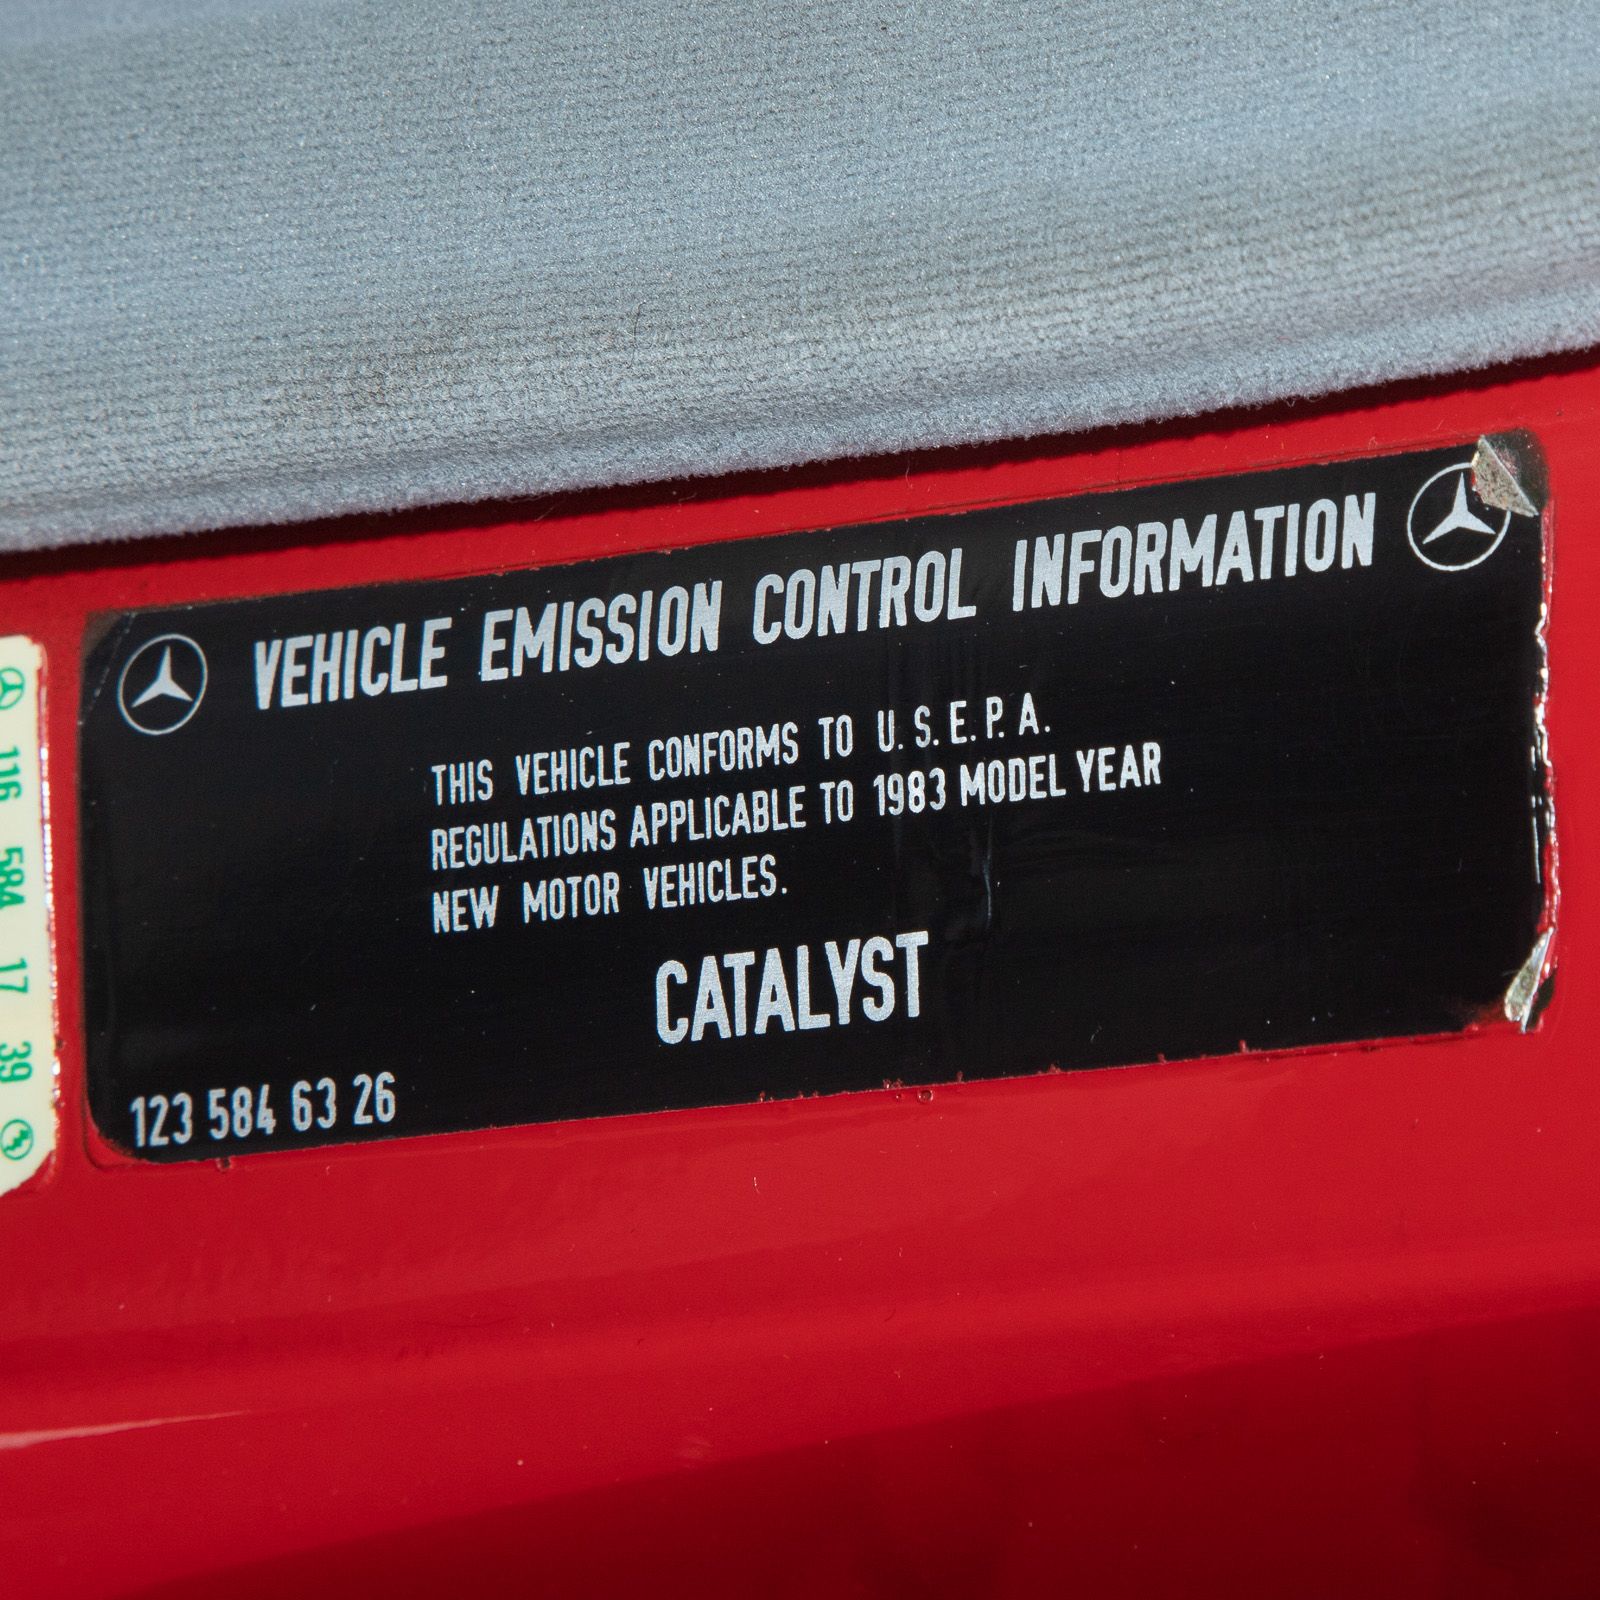 VEHICLE EMISSION CONTROL INFORMATION
THIS VEHICLE CONFORMS TO U. S. E. P. A.
REGULATIONS APPLICABLE TO 1983 MODEL YEAR
NEW MOTOR VEHICLES.
CATALYST
123 584 63 26
116 584 17 39